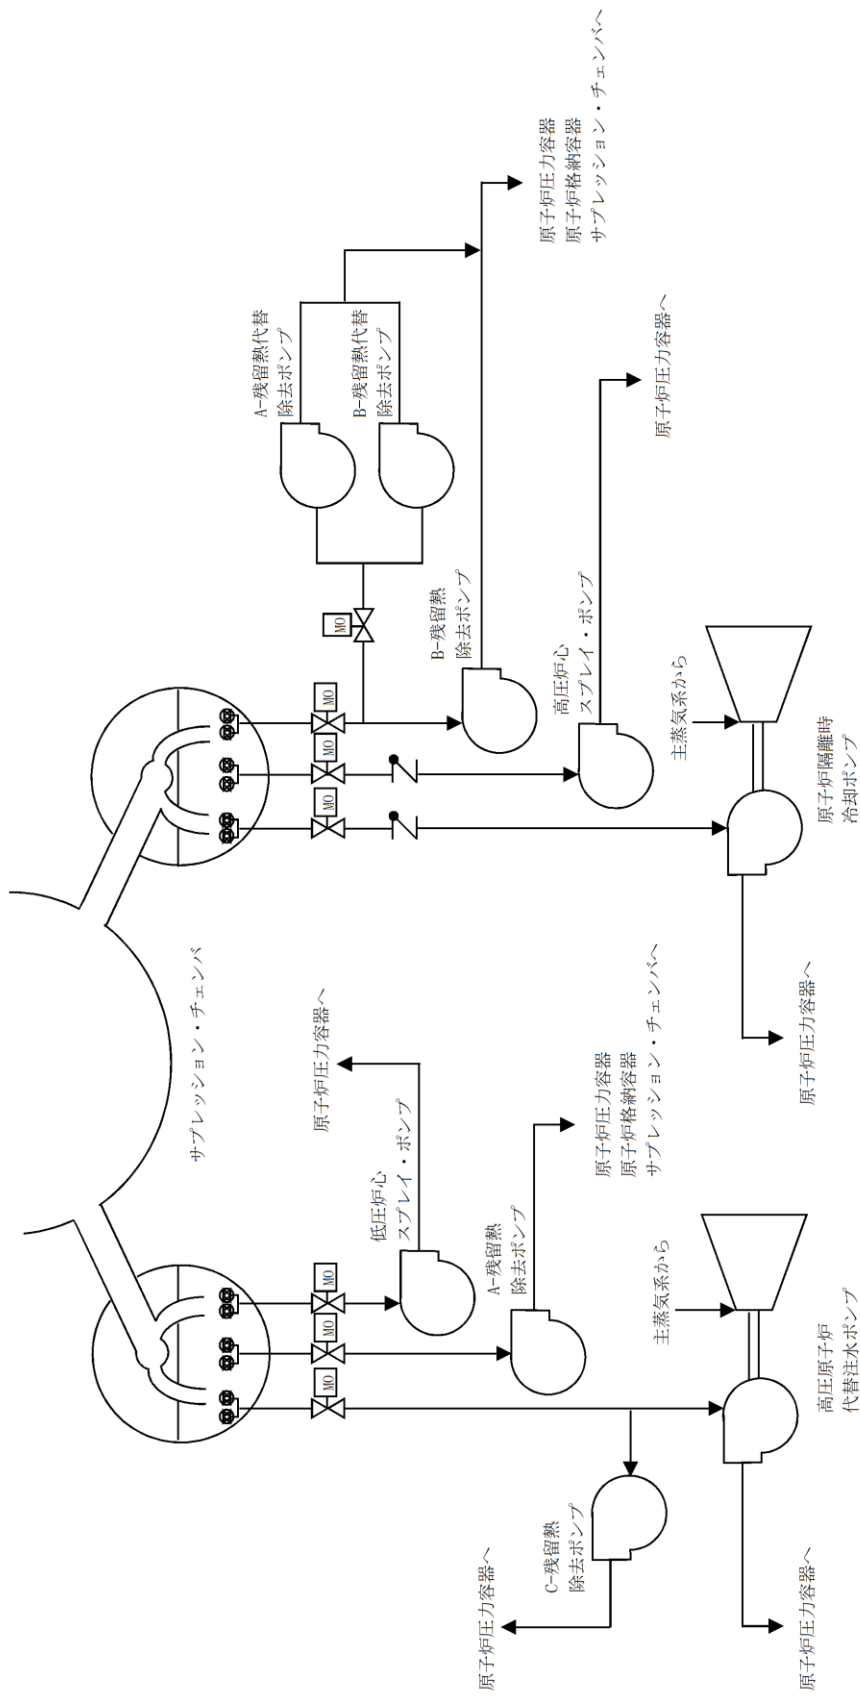 サプレッション・チェンバ
A-残留熱代替
除去ポンプ
原子炉圧力容器へ
MO
MO
MO
MO
MO
MO
MO
B-残留熱代替
除去ポンプ
低圧炉心
スプレイ・ポンプ
B-残留熱
除去ポンプ
原子炉圧力容器へ
A-残留熱
除去ポンプ
C-残留熱
除去ポンプ
高圧炉心
スプレイ・ポンプ
原子炉圧力容器
原子炉格納容器
サプレッション・チェンバへ
原子炉圧力容器
原子炉格納容器
サプレッション・チェンバへ
主蒸気系から
主蒸気系から
原子炉圧力容器へ
原子炉圧力容器へ
高圧原子炉
代替注水ポンプ
原子炉圧力容器へ
原子炉隔離時
冷却ポンプ